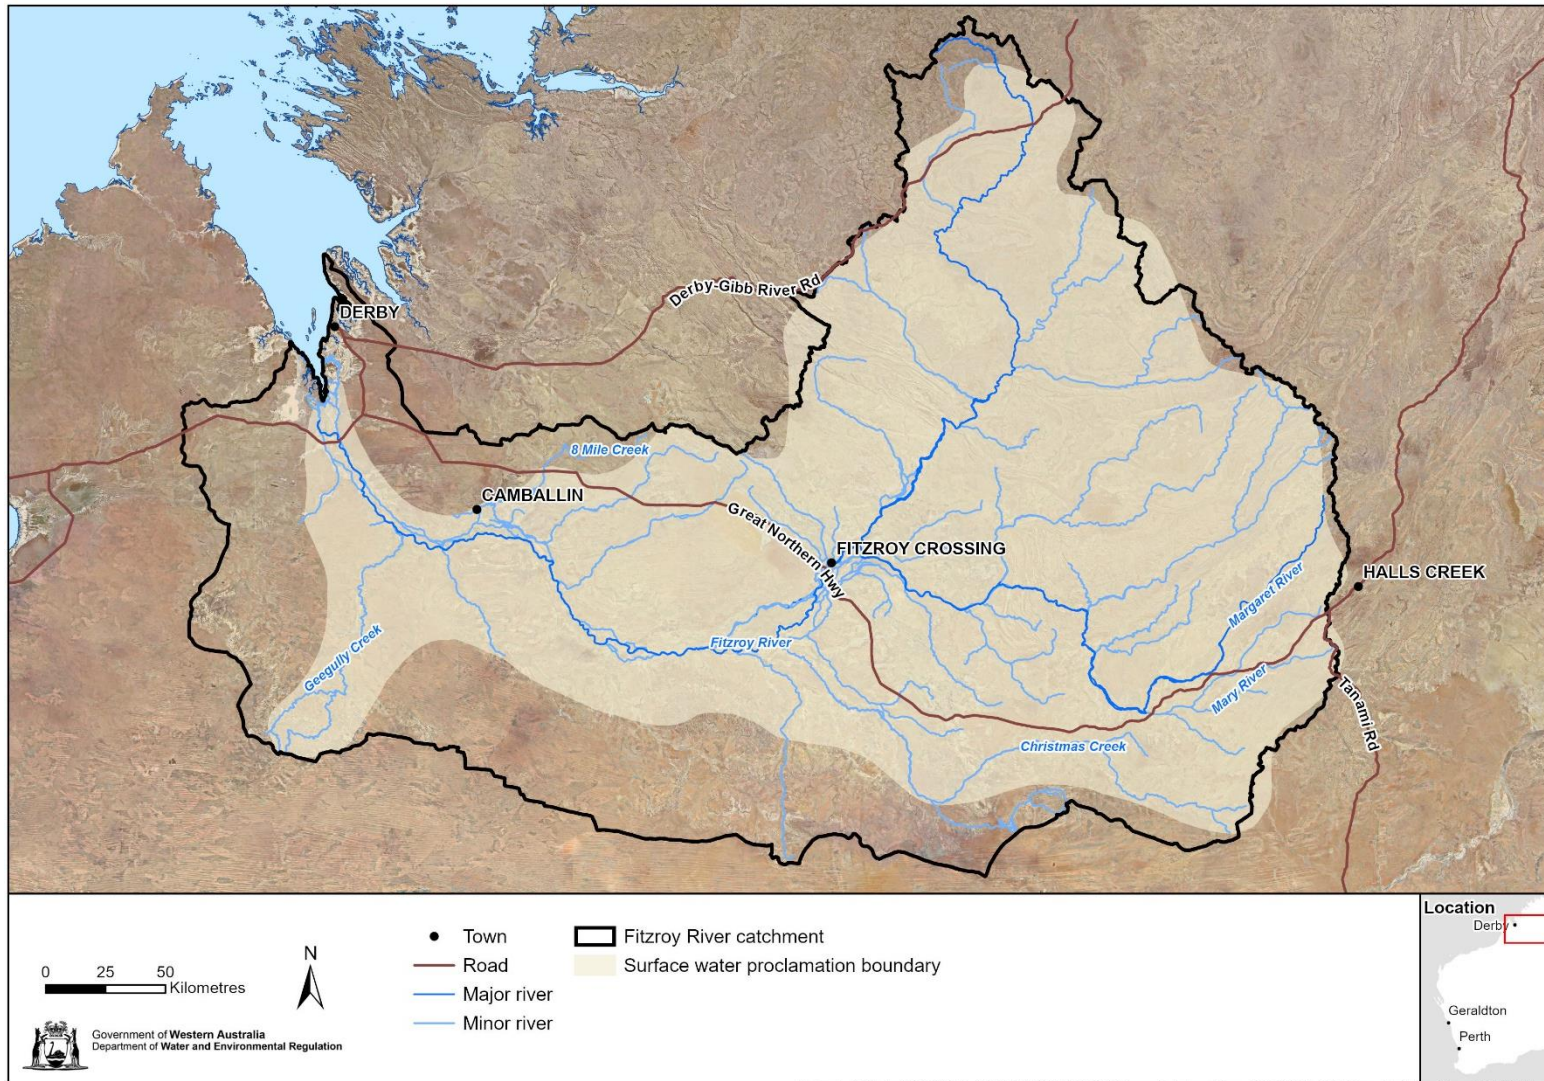 Derby-Gibb River Rd
DERBY
8 Mile Creek
CAMBALLIN
Great Northern Hwy
FITZROY CROSSING
HALLS CREEK
Margaret River
Geegully Creek
Fitzroy River
Mary River
Tanami Rd
Christmas Creek
Location
Derby
Geraldton
Perth
N
0 25 50
Kilometres
Town
Road
Major river
Minor river
Fitzroy River catchment
Surface water proclamation boundary
Government of Western Australia
Department of Water and Environmental Regulation